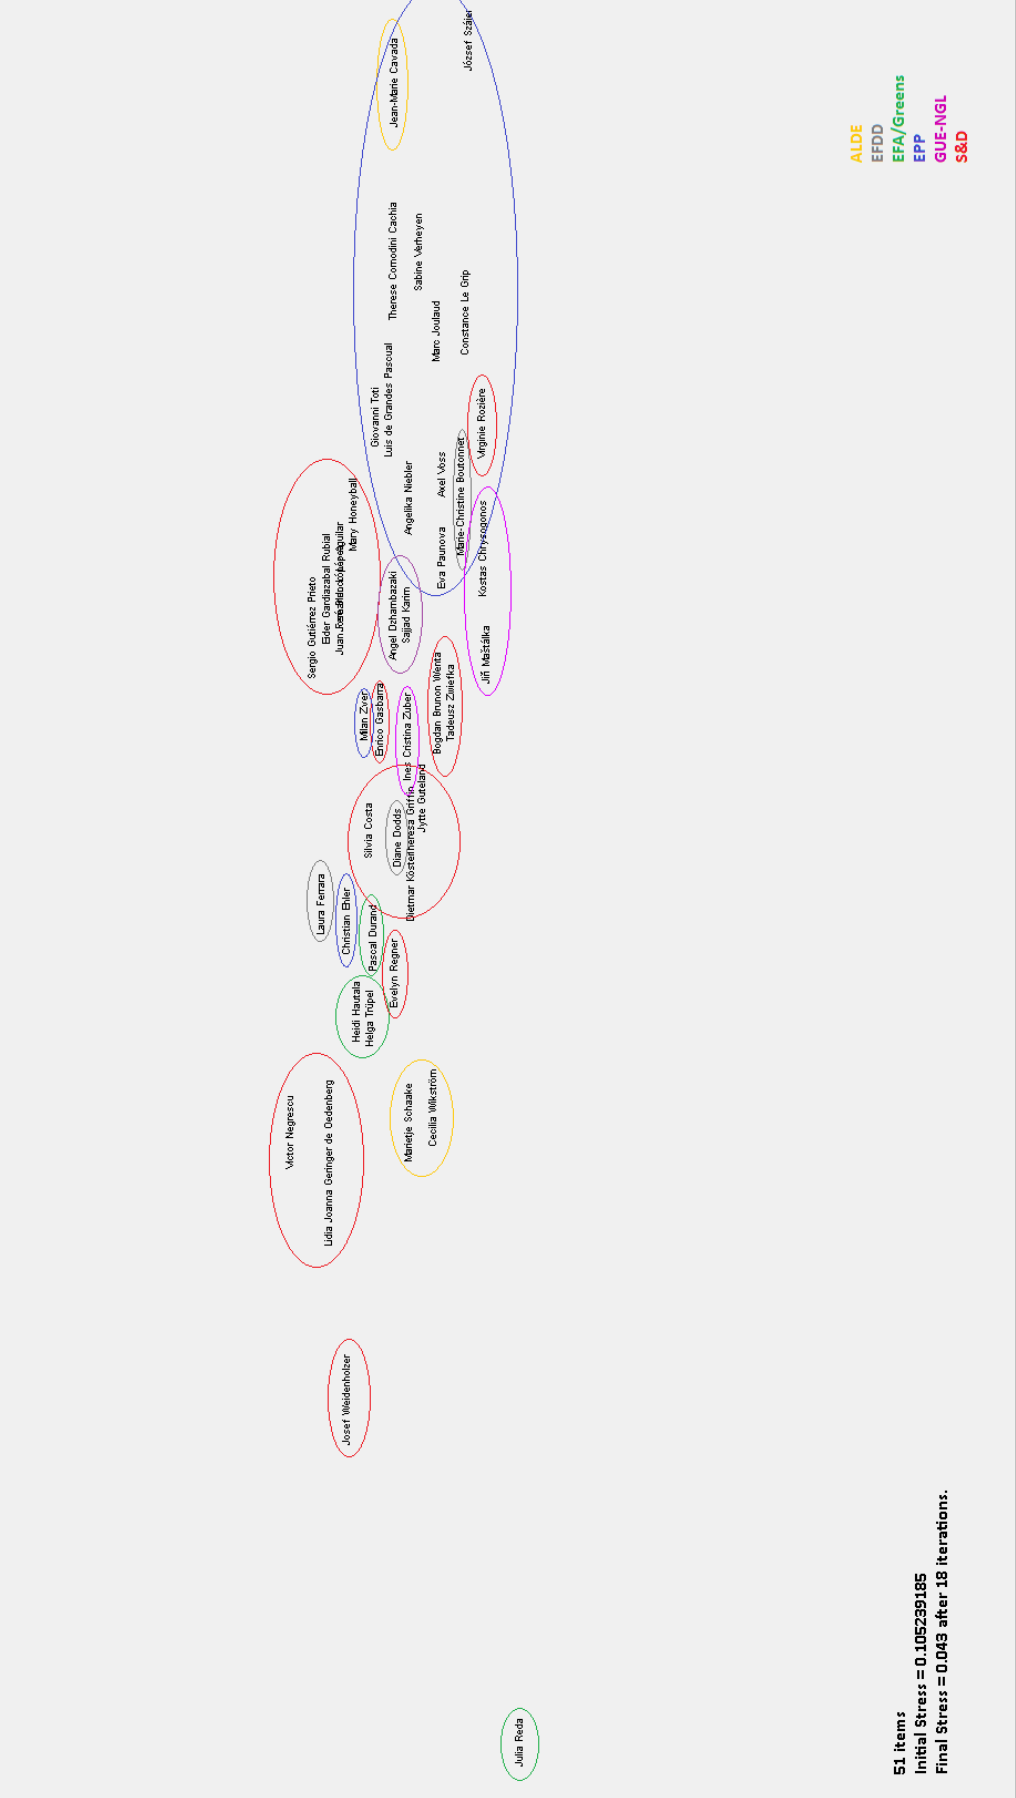 József Szájer
Jean-Marie Cavada
Therese Comodini Cachia
Sabine Verheyen
Constance Le Grip
Marc Joulaud
Giovanni Toti
Luis de Grandes Pascual
Virginie Rozière
Marie-Christine Boutonnet
Axel Voss
Angelika Niebler
Eva Paunova
Kostas Chrysogonos
Jiří Maštálka
Mary Honeyball
Eider Gardiazabal Rubial
Sergio Gutiérrez Prieto
Angel Dzhambazaki
Sajjad Karim
Bogdan Brunon Wenta
Tadeusz Zwiefka
Milan Zver
Enrico Gasbarra
Ines Cristina Zuber
Jytte Guteland
Silvia Costa
Diane Dodds
Dietmar Köster
Theresa Griffin
Laura Ferrara
Christian Ehler
Pascal Durand
Evelyn Regner
Heidi Hautala
Helga Trüpel
Marietje Schaake
Cecilia Wikström
Victor Negrescu
Lidia Joanna Geringer de Oedenberg
Josef Weidenholzer
Julia Reda
ALDE
EFDD
EFA/Greens
EPP
GUE-NGL
S&D
51 items
Initial Stress = 0.105239185
Final Stress = 0.043 after 18 iterations.